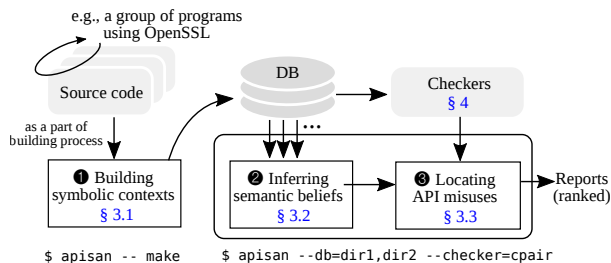 e.g., a group of programs
using OpenSSL
Source code
DB
Checkers
§ 4
as a part of
building process
...
❶ Building
symbolic contexts
§ 3.1
❷ Inferring
semantic beliefs
§ 3.2
❸ Locating
API misuses
§ 3.3
Reports
(ranked)
$ apisan -- make
$ apisan --db=dir1,dir2 --checker=cpair